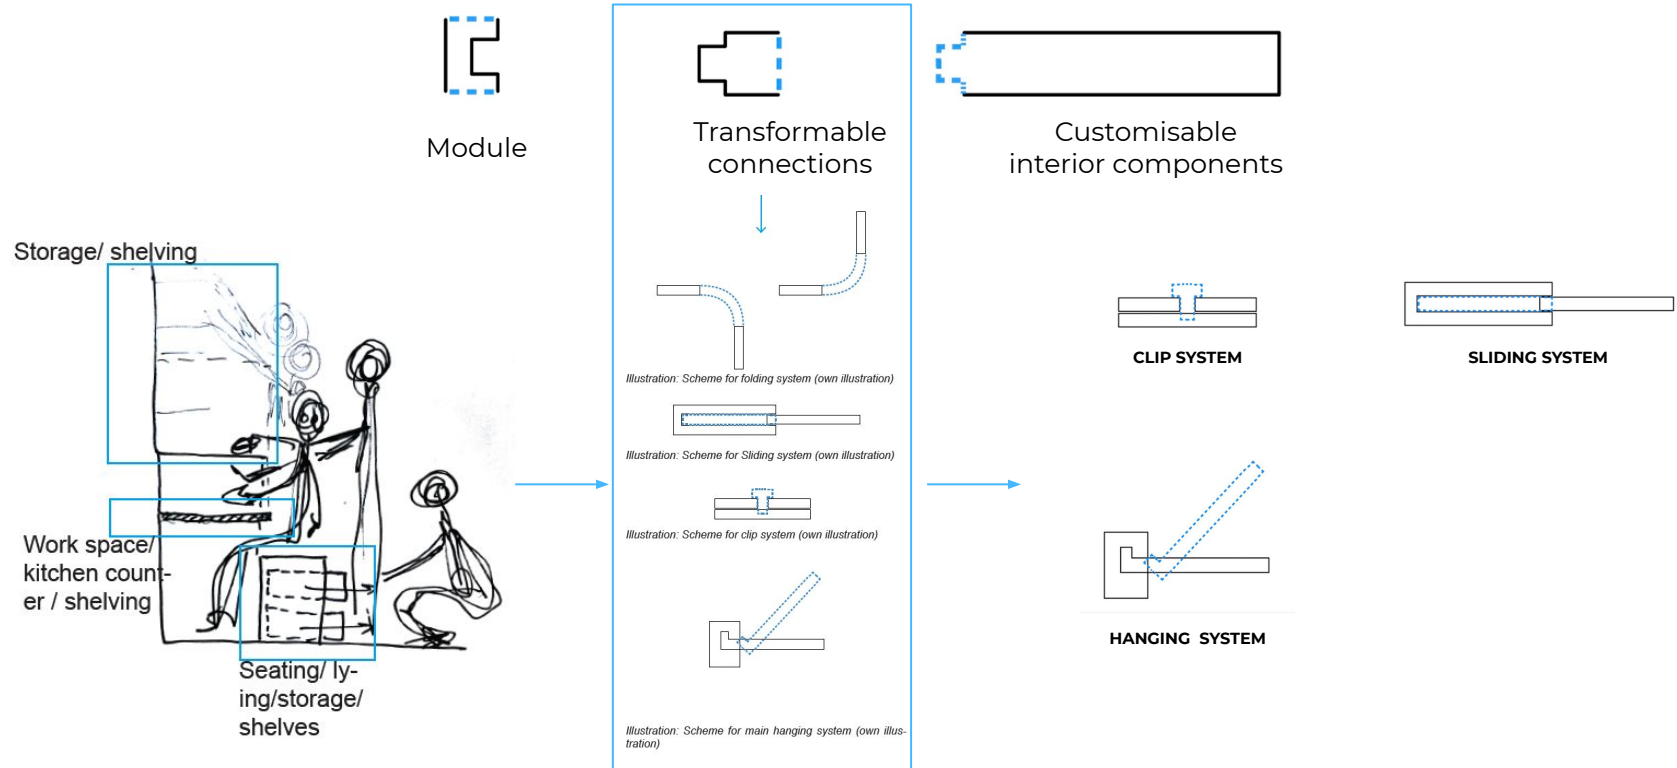 Module
Transformable
connections
Customisable
interior components
Storage/ shelving
Work space/
kitchen count-
er / shelving
Seating/ ly-
ing/storage/
shelves
Illustration: Scheme for folding system (own illustration)
Illustration: Scheme for Sliding system (own illustration)
Illustration: Scheme for clip system (own illustration)
Illustration: Scheme for main hanging system (own illus-
tration)
CLIP SYSTEM
SLIDING SYSTEM
HANGING SYSTEM